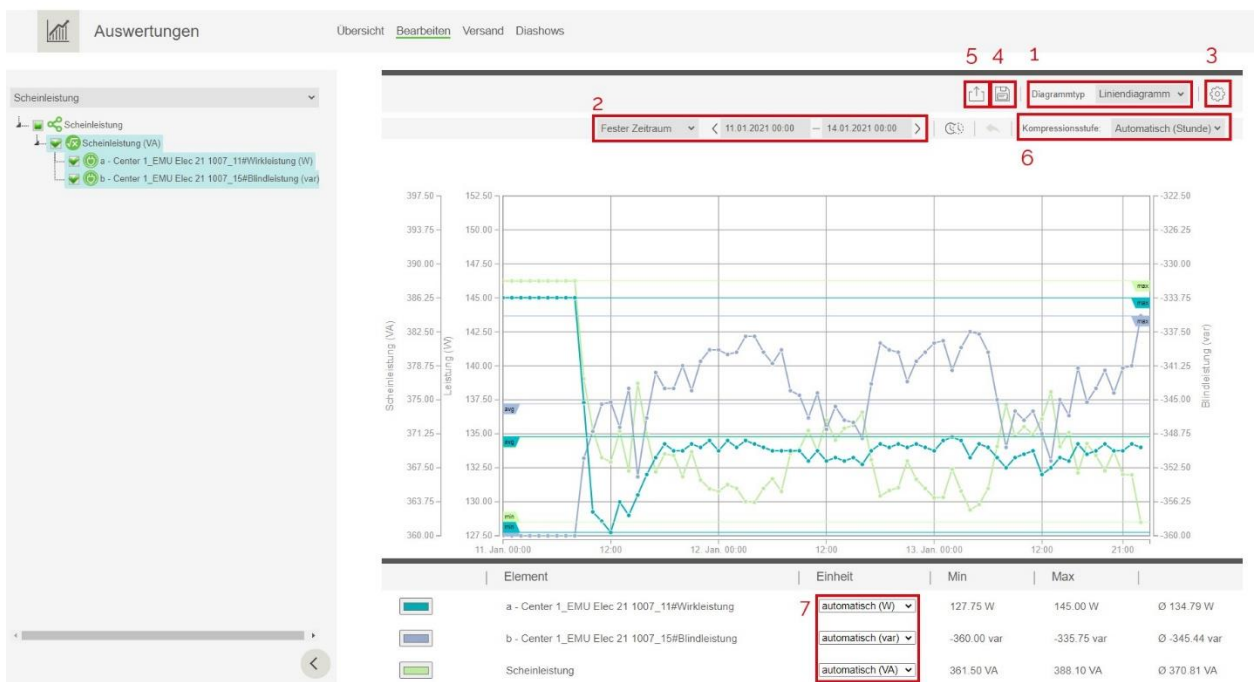 Auswertungen
Übersicht Bearbeiten Versand Diashows
5 4 1 3
Scheinleistung
Diagrammtyp Liniendiagramm
2
Fester Zeitraum 11.01.2021 00:00 – 14.01.2021 00:00
Kompressionsstufe: Automatisch (Stunde)
6
Scheinleistung
Scheinleistung (VA)
a - Center 1_EMU Elec 21 1007_11#Wirkleistung (W)
b - Center 1_EMU Elec 21 1007_15#Blindleistung (var)
397.50 152.50 -322.50
393.75 150.00 -326.25
390.00 147.50 -330.00
max
386.25 145.00 -333.75
max
max
382.50 142.50 -337.50
378.75 140.00 -341.25
375.00 137.50 -345.00
avg
371.25 135.00 -348.75
avg
367.50 132.50 -352.50
363.75 130.00 -356.25
min
min
360.00 127.50 -360.00
Scheinleistung (VA)
Leistung (W)
Blindleistung (var)
11. Jan. 00:00 12:00 12. Jan. 00:00 12:00 13. Jan. 00:00 12:00 21:00
Element Einheit Min Max
7
a - Center 1_EMU Elec 21 1007_11#Wirkleistung automatisch (W) 127.75 W 145.00 W Ø 134.79 W
b - Center 1_EMU Elec 21 1007_15#Blindleistung automatisch (var) -360.00 var -335.75 var Ø -345.44 var
Scheinleistung automatisch (VA) 361.50 VA 388.10 VA Ø 370.81 VA